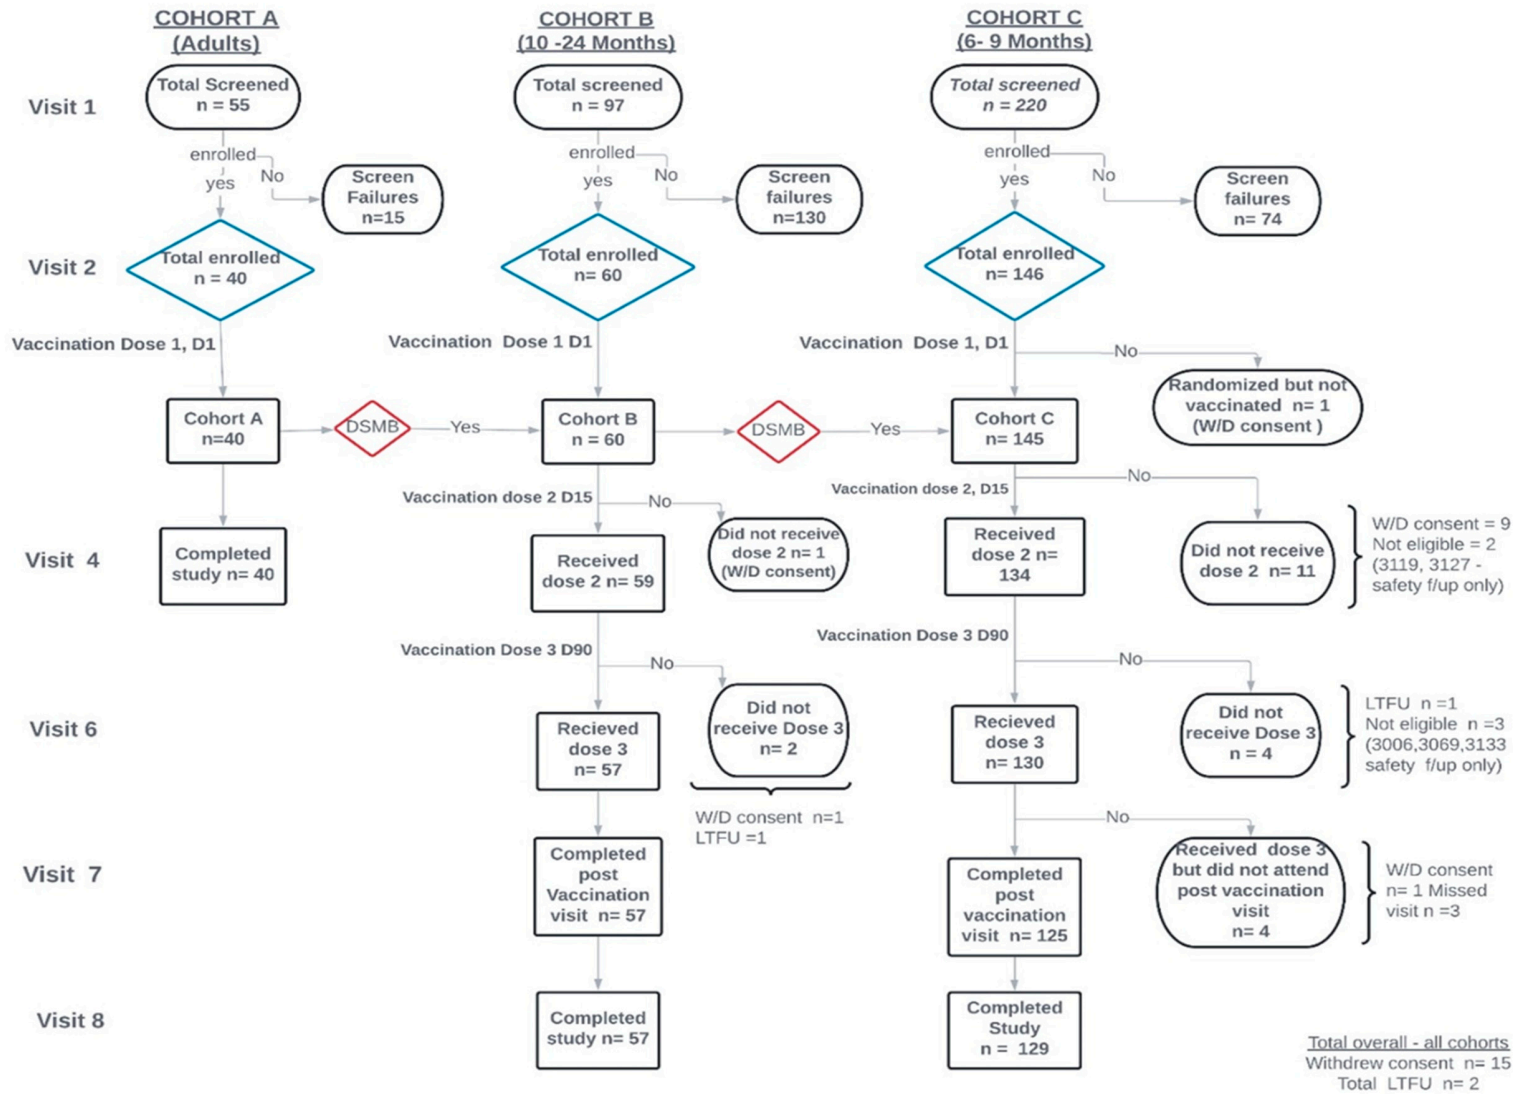 COHORT A
(Adults)
COHORT B
(10 -24 Months)
COHORT C
(6- 9 Months)
Visit 1
Total Screened
n = 55
Total screened
n = 97
Total screened
n = 220
enrolled
yes
No
Screen
Failures
n=15
enrolled
yes
No
Screen
failures
n=130
enrolled
yes
No
Screen
failures
n= 74
Visit 2
Total enrolled
n = 40
Total enrolled
n= 60
Total enrolled
n= 146
Vaccination Dose 1, D1
Vaccination Dose 1 D1
Vaccination Dose 1, D1
No
Randomized but not
vaccinated n= 1
(W/D consent )
Cohort A
n=40
DSMB
Yes
Cohort B
n = 60
DSMB
Yes
Cohort C
n= 145
Vaccination dose 2 D15
No
Did not receive
dose 2 n= 1
(W/D consent)
Vaccination dose 2, D15
No
Did not receive
dose 2 n= 11
W/D consent = 9
Not eligible = 2
(3119, 3127 -
safety f/up only)
Visit 4
Completed
study n= 40
Received
dose 2 n= 59
Received
dose 2 n=
134
Vaccination Dose 3 D90
No
Did not
receive Dose 3
n= 2
W/D consent n=1
LTFU =1
Vaccination Dose 3 D90
No
Did not
receive Dose 3
n = 4
LTFU n =1
Not eligible n =3
(3006,3069,3133
safety f/up only)
Visit 6
Recieved
dose 3
n= 57
Recieved
dose 3
n= 130
No
Received dose 3
but did not attend
post vaccination
visit
n= 4
W/D consent
n= 1 Missed
visit n =3
Visit 7
Completed
post
Vaccination
visit n= 57
Completed
post
vaccination
visit n= 125
Visit 8
Completed
study n= 57
Completed
Study
n = 129
Total overall - all cohorts
Withdrew consent n= 15
Total LTFU n= 2